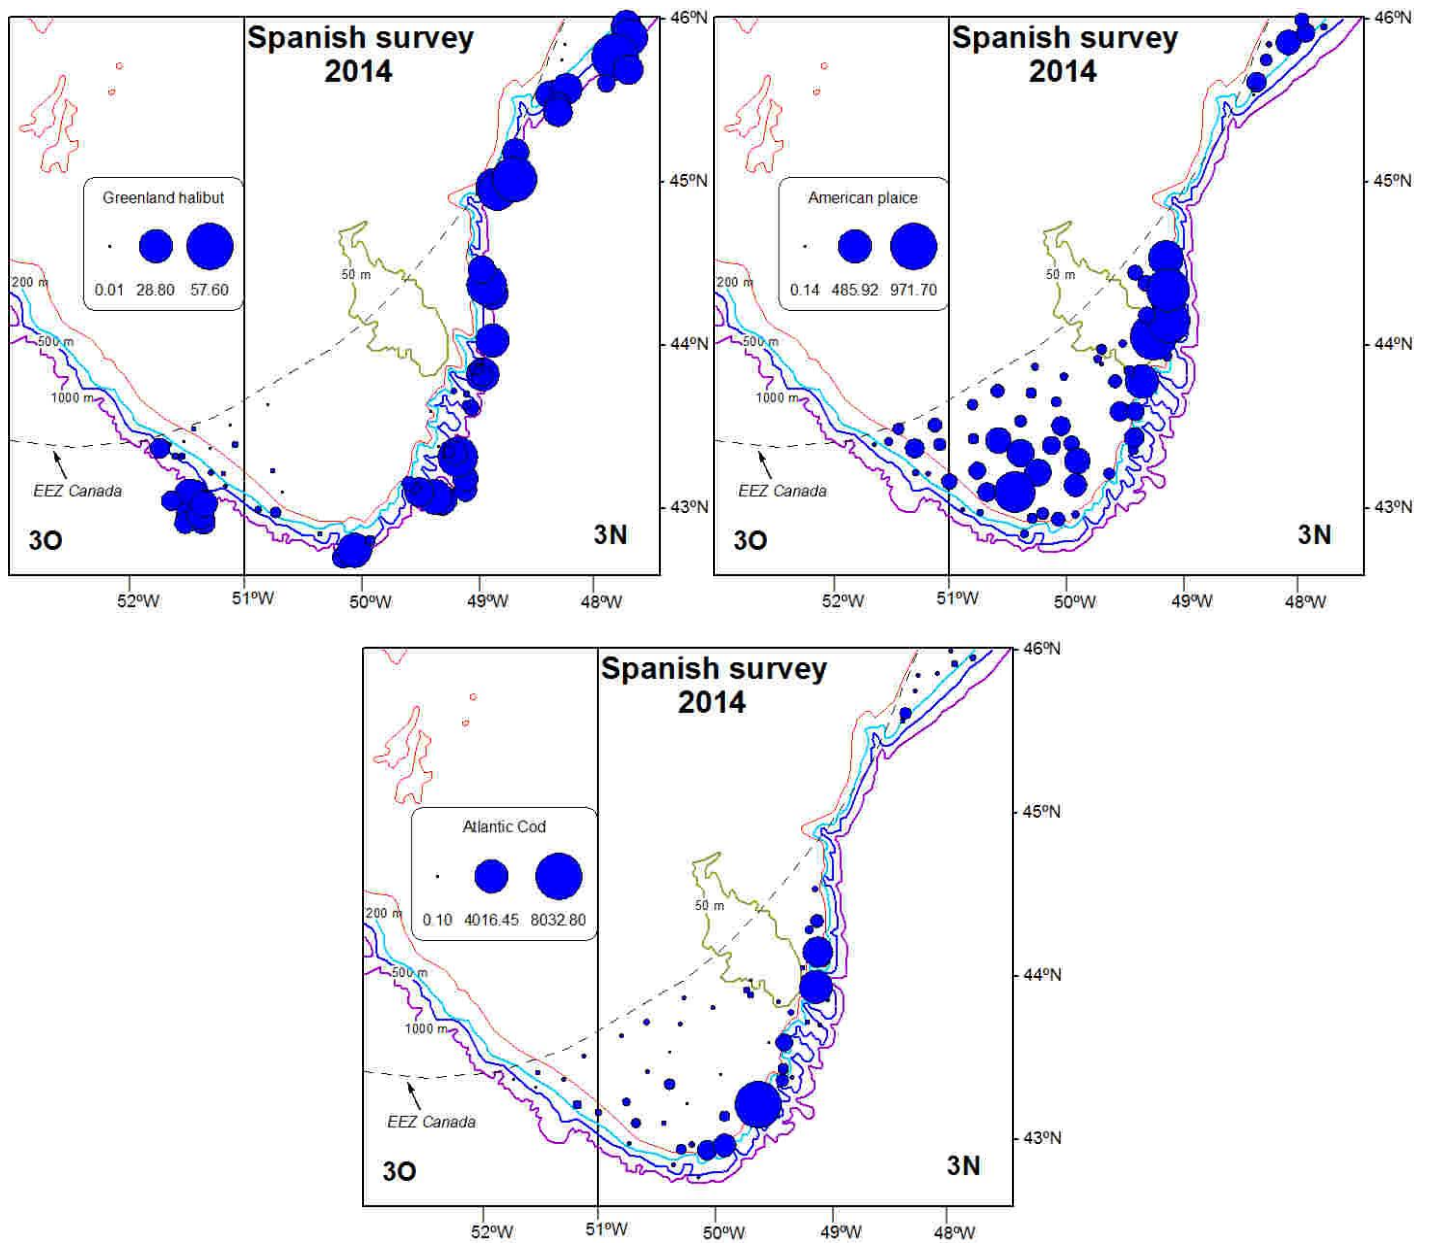 Spanish survey
2014
46ºN
Greenland halibut
0.01 28.80 57.60
45ºN
50 m
200 m
500 m
44ºN
1000 m
EEZ Canada
43ºN
3O
3N
52ºW
51ºW
50ºW
49ºW
48ºW
Spanish survey
2014
46ºN
American plaice
0.14 485.92 971.70
45ºN
50 m
200 m
500 m
44ºN
1000 m
EEZ Canada
43ºN
3O
3N
52ºW
51ºW
50ºW
49ºW
48ºW
Spanish survey
2014
46ºN
Atlantic Cod
0.10 4016.45 8032.80
45ºN
50 m
200 m
500 m
44ºN
1000 m
EEZ Canada
43ºN
3O
3N
52ºW
51ºW
50ºW
49ºW
48ºW